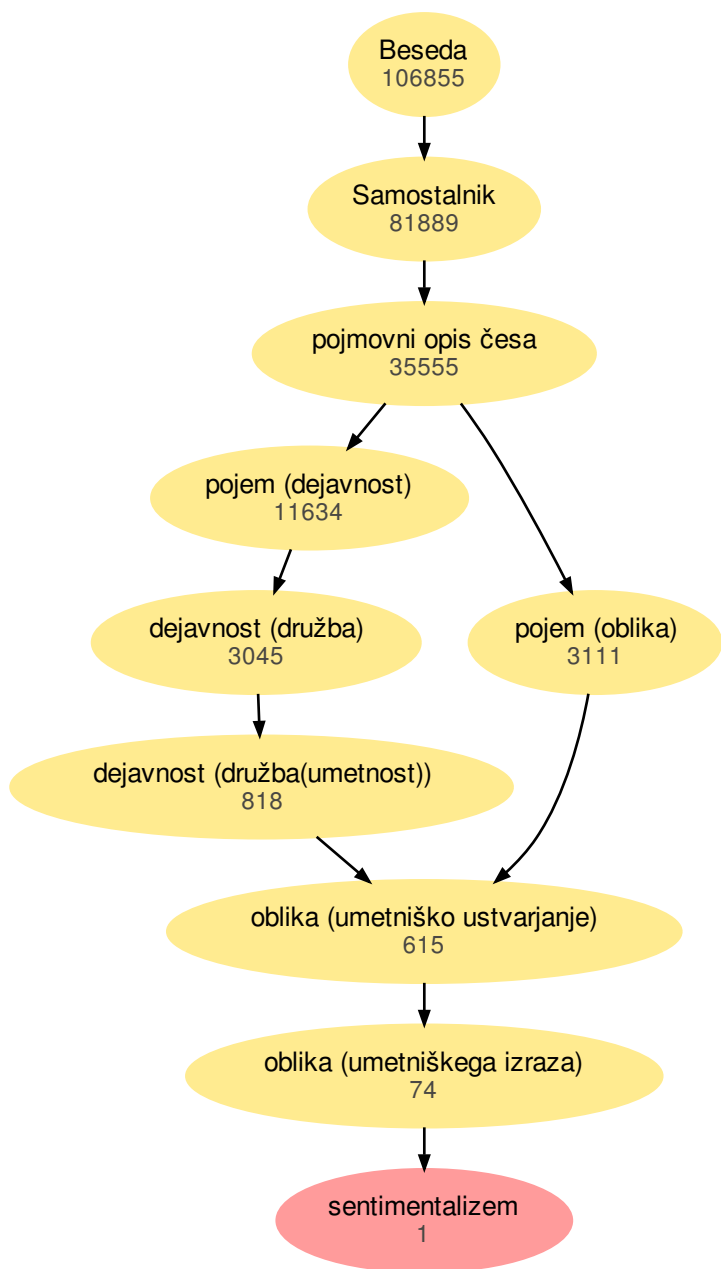 Beseda
106855
Samostalnik
81889
pojmovni opis česa
35555
pojem (dejavnost)
11634
dejavnost (družba)
3045
pojem (oblika)
3111
dejavnost (družba(umetnost))
818
oblika (umetniško ustvarjanje)
615
oblika (umetniškega izraza)
74
sentimentalizem
1